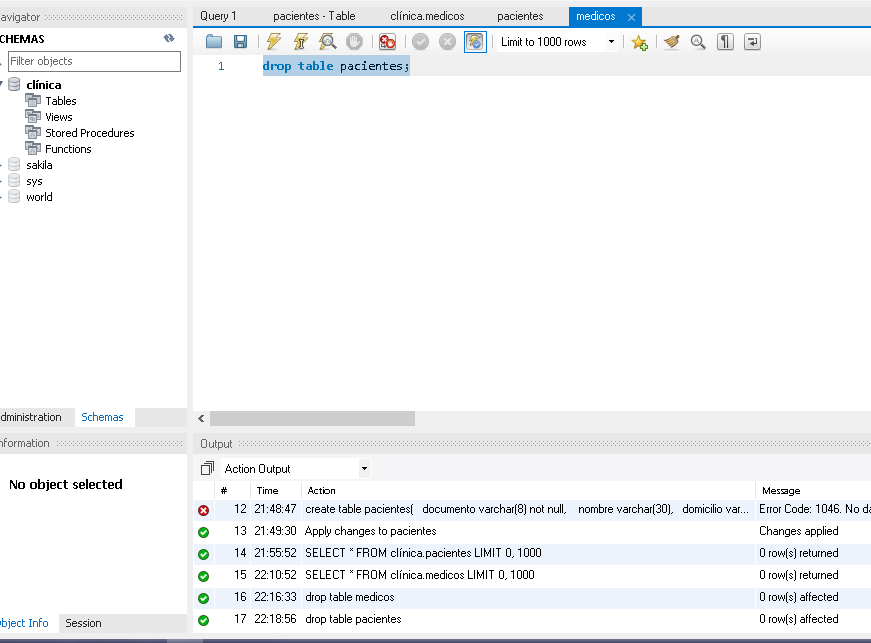 avigator
Query 1 pacientes - Table clínica.medicos pacientes medicos
CHEMAS
Limit to 1000 rows
Filter objects
1 drop table pacientes;
clínica
Tables
Views
Stored Procedures
Functions
sakila
sys
world
dministration Schemas
nformation
Output
No object selected
Action Output
# Time Action Message
12 21:48:47 create table pacientes( documento varchar(8) not null, nombre varchar(30), domicilio var... Error Code: 1046. No da
13 21:49:30 Apply changes to pacientes Changes applied
14 21:55:52 SELECT * FROM clínica.pacientes LIMIT 0, 1000 0 row(s) returned
15 22:10:52 SELECT * FROM clínica.medicos LIMIT 0, 1000 0 row(s) returned
16 22:16:33 drop table medicos 0 row(s) affected
17 22:18:56 drop table pacientes 0 row(s) affected
bject Info Session